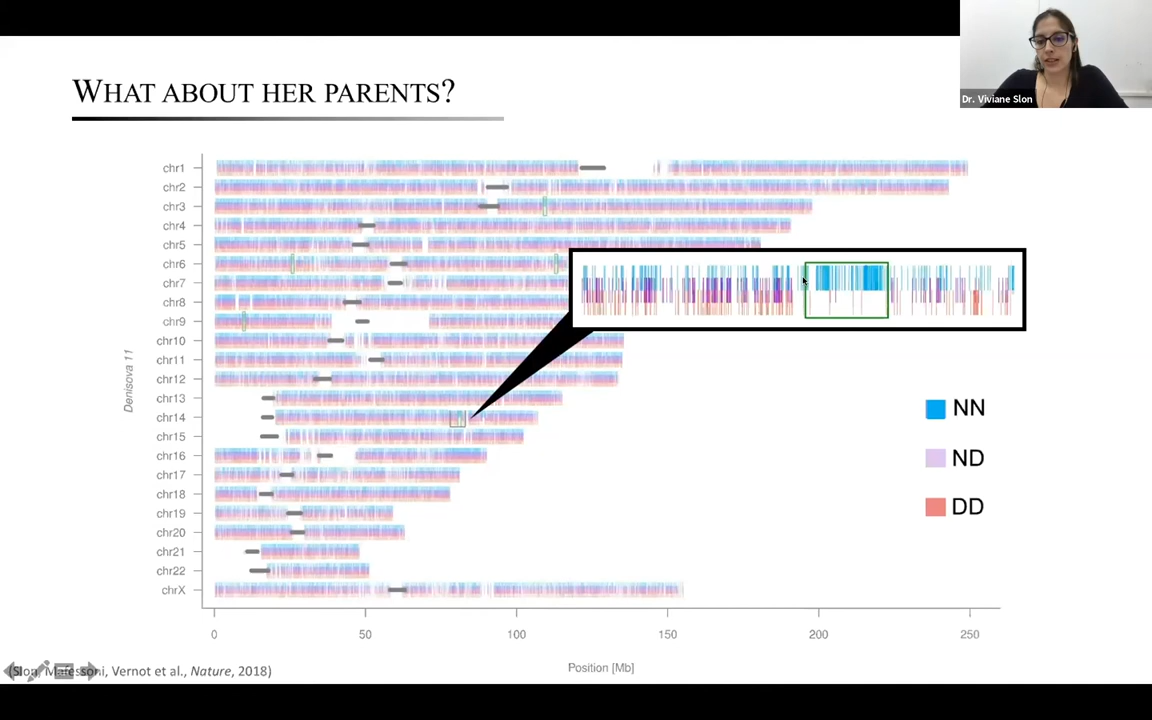 Dr. Viviane Slon
WHAT ABOUT HER PARENTS?
chr1
chr2
chr3
chr4
chr5
chr6
chr7
chr8
chr9
chr10
chr11
chr12
chr13
chr14
chr15
chr16
chr17
chr18
chr19
chr20
chr21
chr22
chrX
Denisova 11
NN
ND
DD
0 50 100 150 200 250
Position [Mb]
(Slon, Mafessoni, Vernot et al., Nature, 2018)